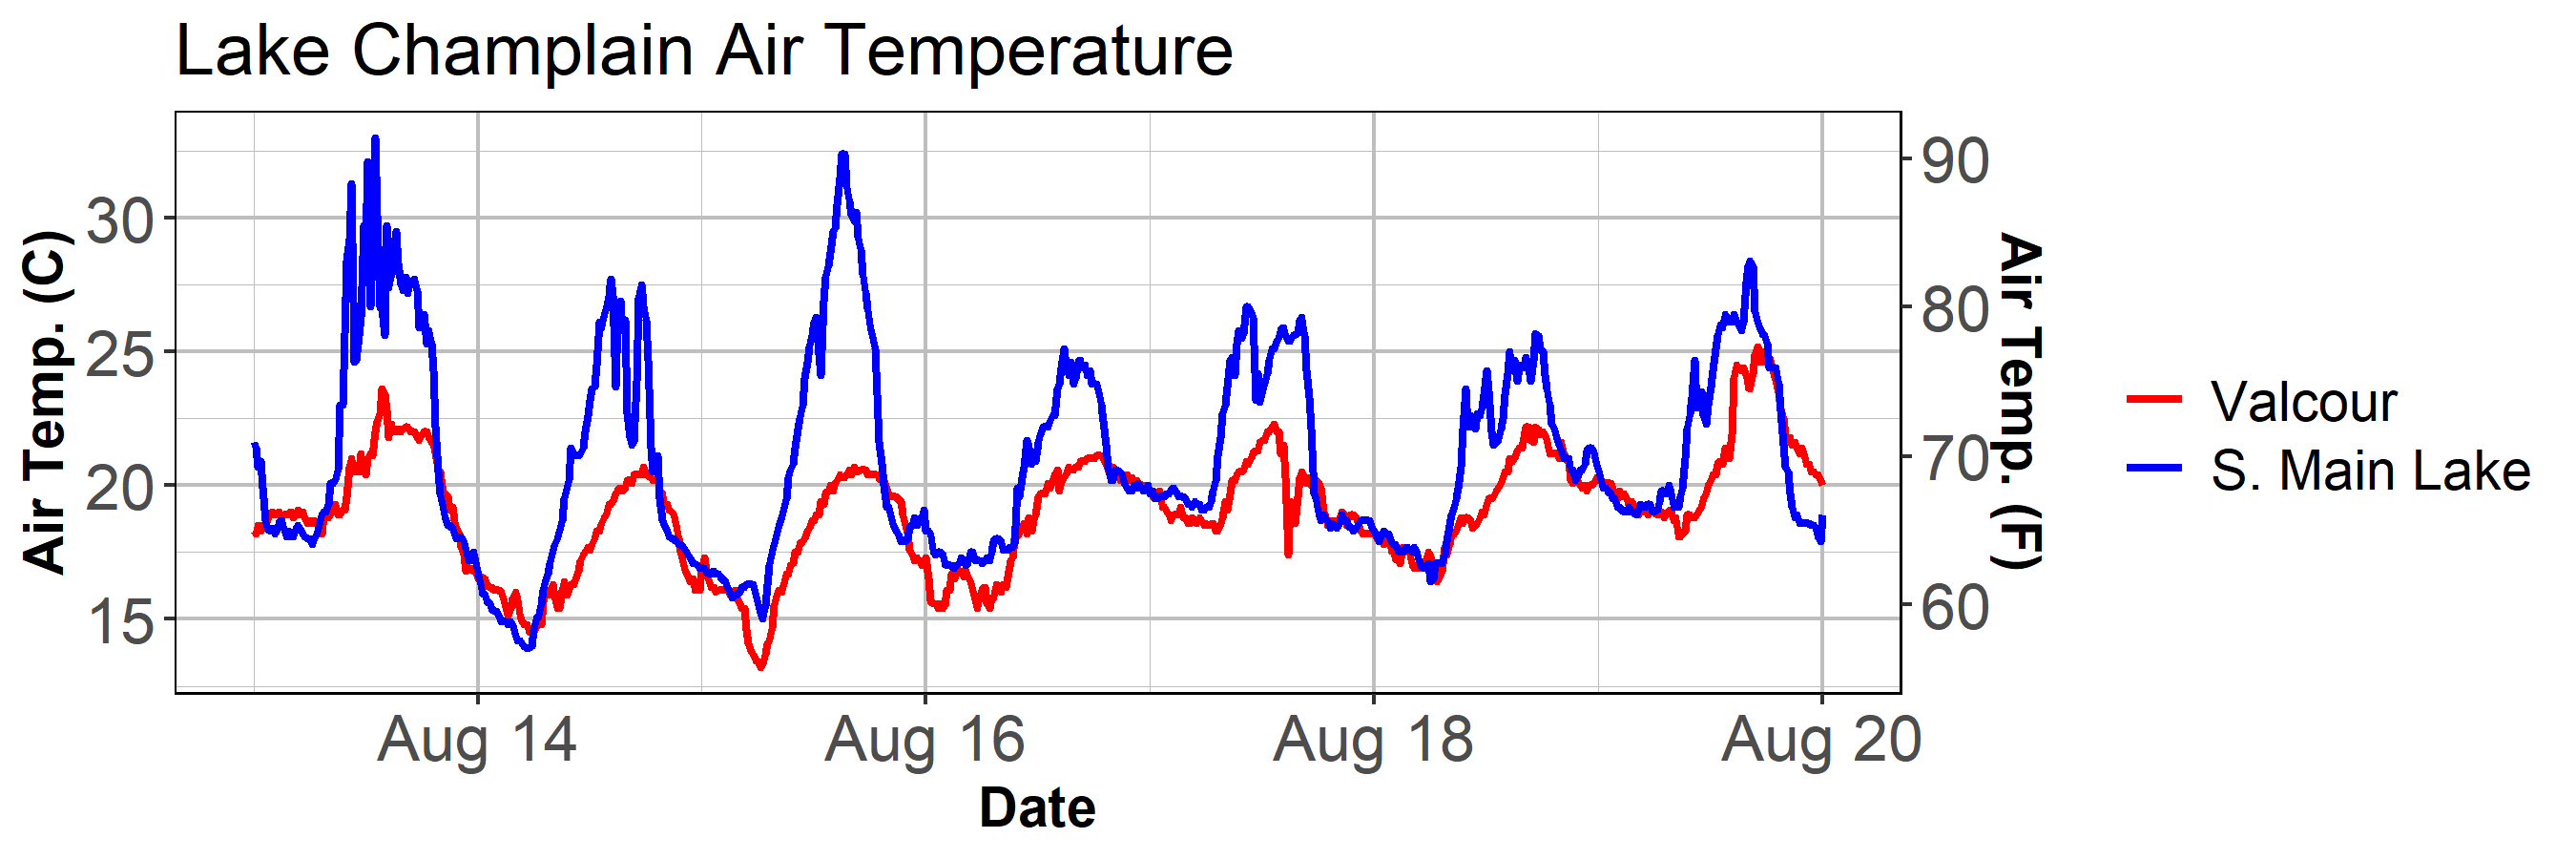 Lake Champlain Air Temperature
Air Temp. (C)
30
25
20
15
90
80
70
60
Air Temp. (F)
Aug 14
Aug 16
Aug 18
Aug 20
Date
Valcour
S. Main Lake